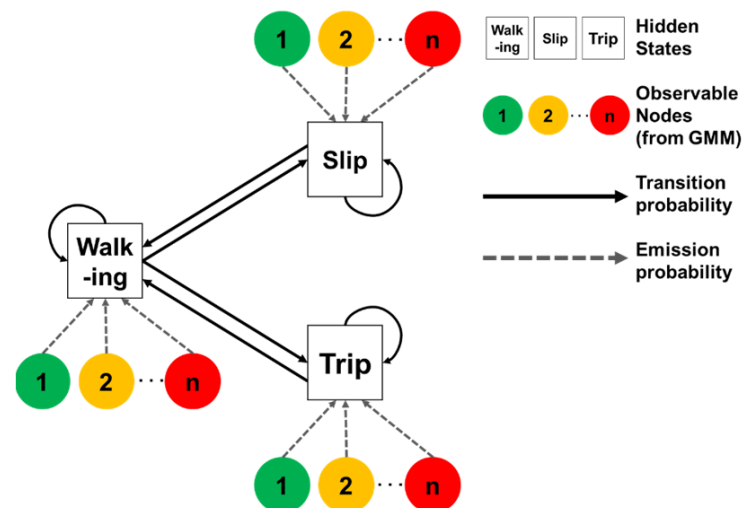 1 2 ··· n
Slip
Walk
-ing
1 2 ··· n
Trip
1 2 ··· n
Walk
-ing
Slip
Trip
Hidden
States
1 2 ··· n
Observable
Nodes
(from GMM)
Transition
probability
Emission
probability